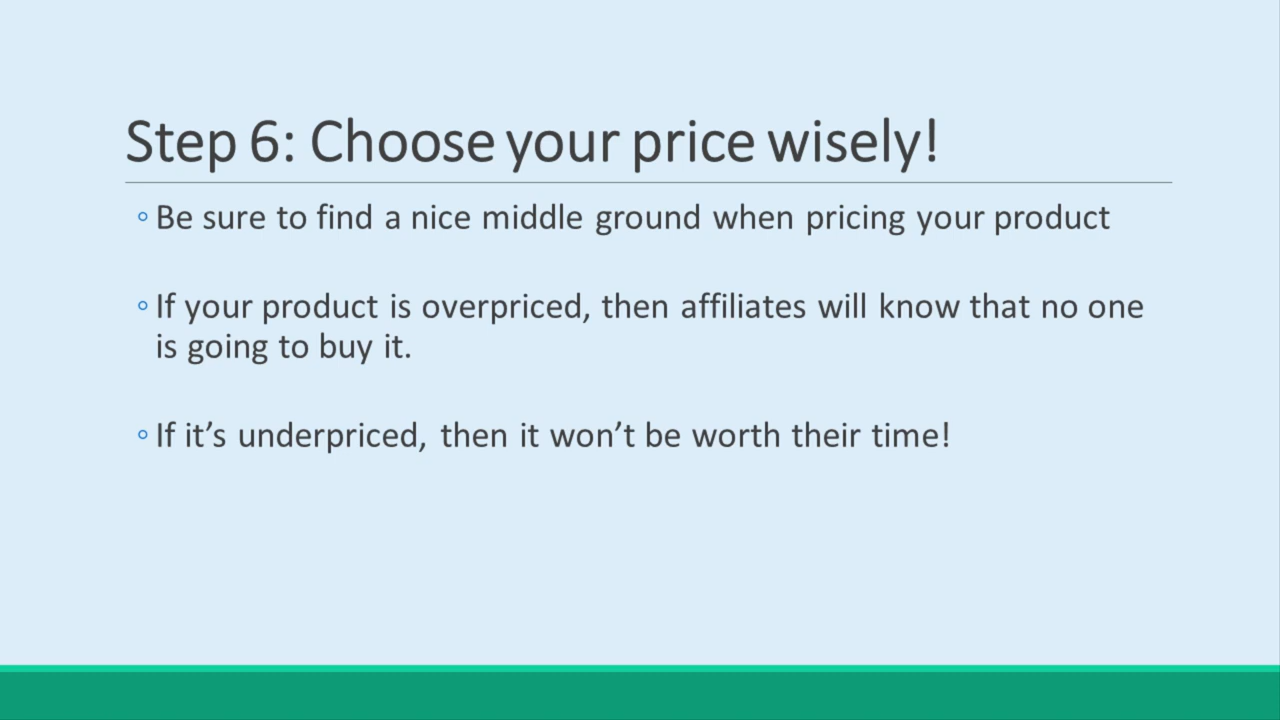 Step 6: Choose your price wisely!
◦ Be sure to find a nice middle ground when pricing your product
◦ If your product is overpriced, then affiliates will know that no one
is going to buy it.
◦ If it’s underpriced, then it won’t be worth their time!